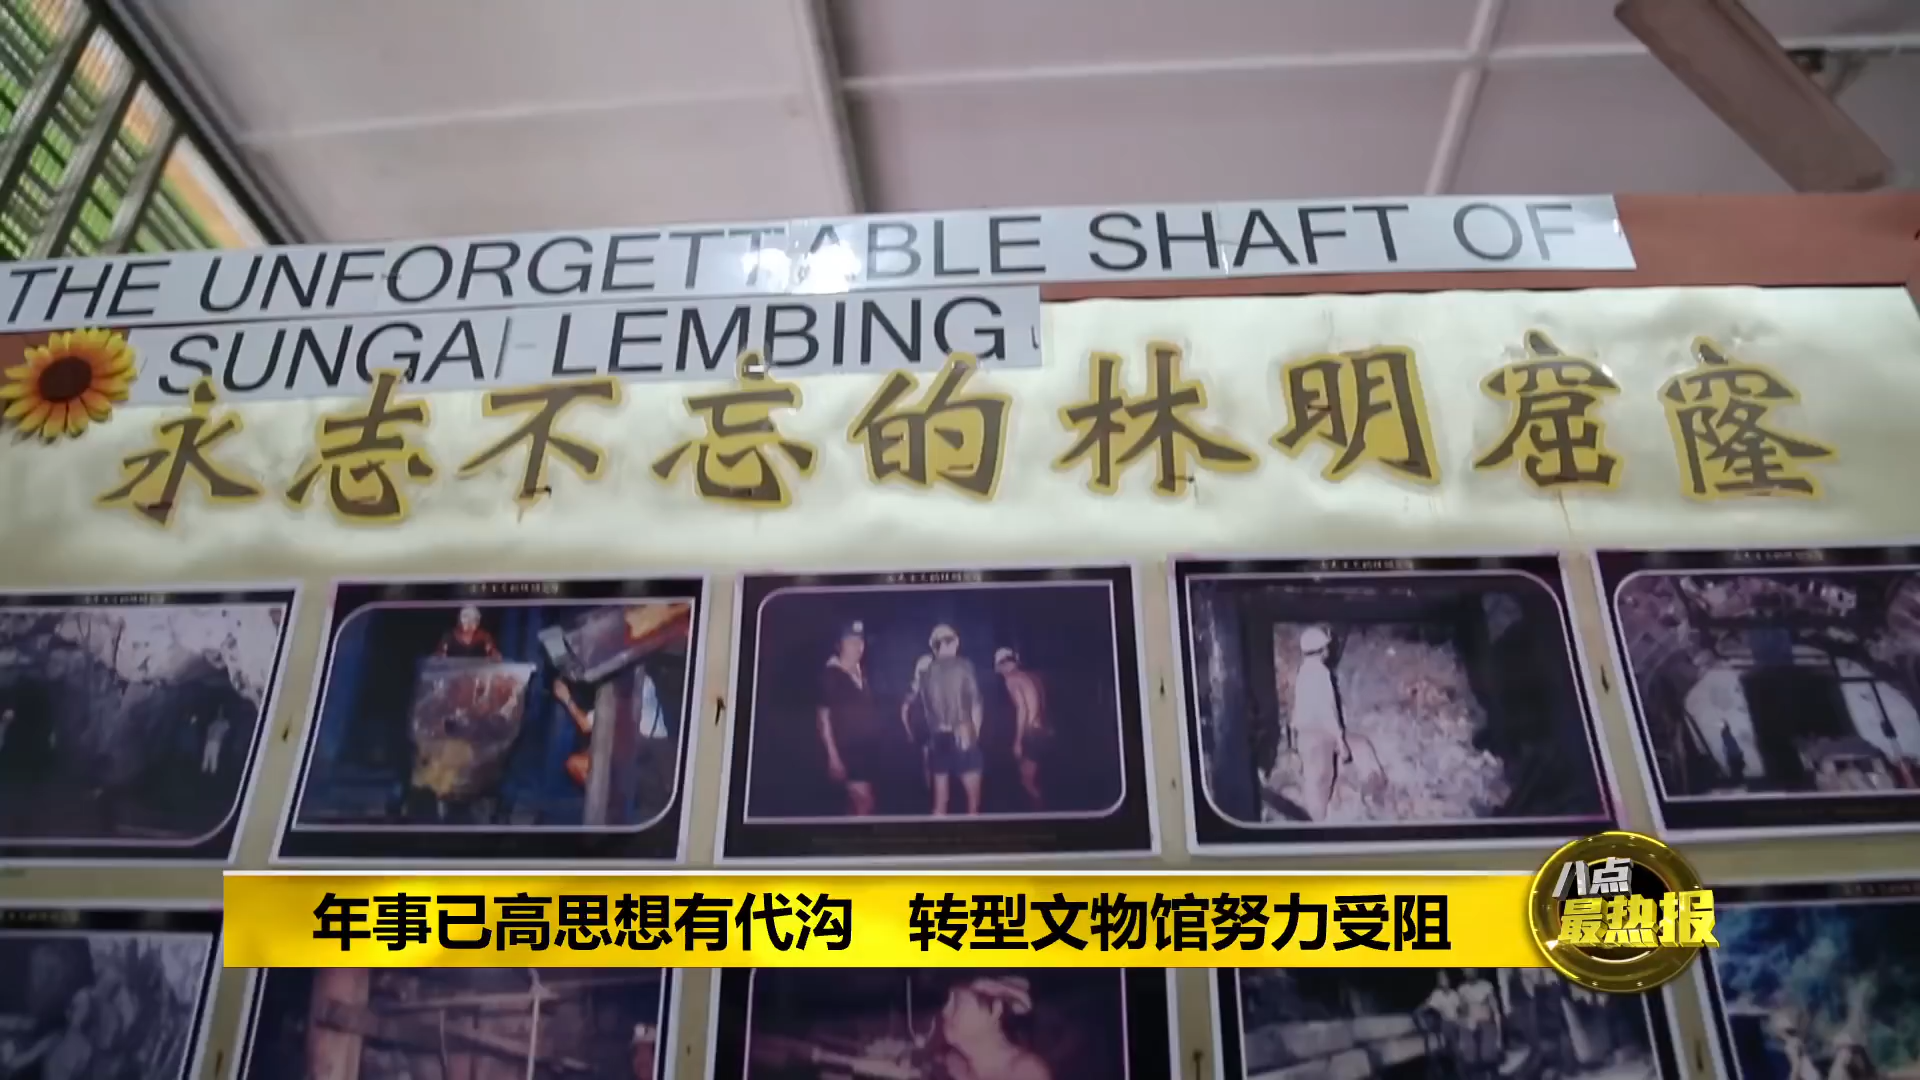 THE UNFORGETTABLE SHAFT OF
SUNGAI LEMBING
永志不忘的林明窟窿
年事已高思想有代沟 转型文物馆努力受阻
八点
最热报